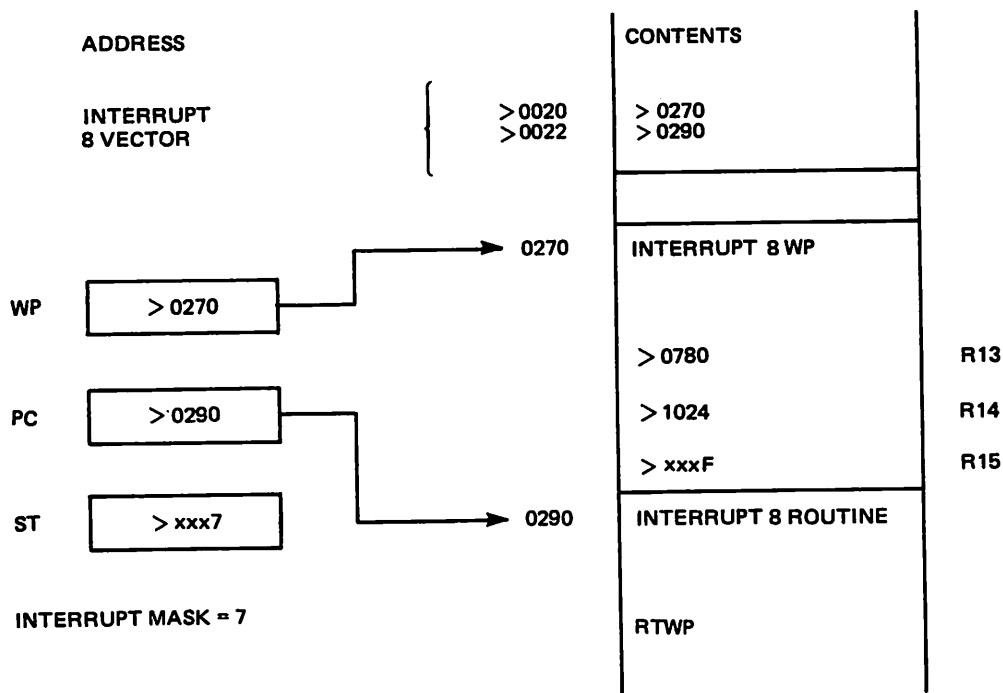 ADDRESS
CONTENTS
INTERRUPT
8 VECTOR
>0020 > 0270
>0022 > 0290
0270 INTERRUPT 8 WP
WP > 0270
> 0780 R13
PC > 0290
> 1024 R14
> xxxF R15
ST > xxx7
0290 INTERRUPT 8 ROUTINE
INTERRUPT MASK = 7
RTWP